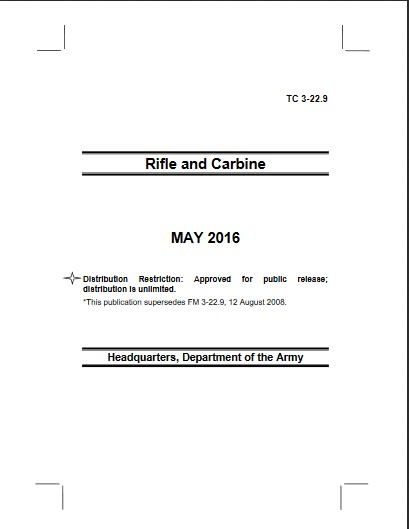 TC 3-22.9
Rifle and Carbine
MAY 2016
Distribution Restriction: Approved for public release;
distribution is unlimited.
*This publication supersedes FM 3-22.9, 12 August 2008.
Headquarters, Department of the Army